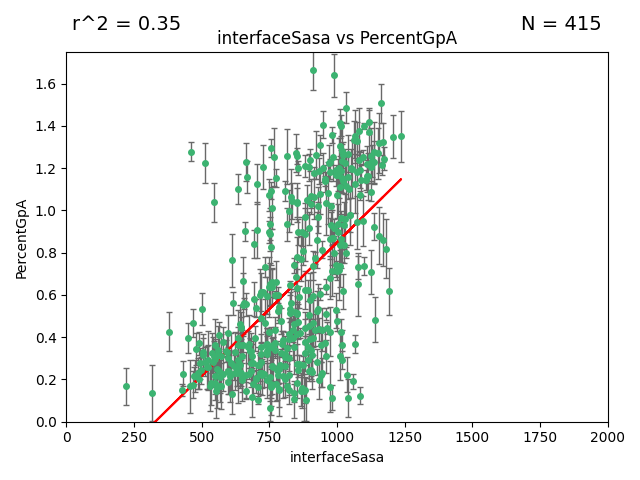 r^2 = 0.35
N = 415
interfaceSasa vs PercentGpA
PercentGpA
1.6
1.4
1.2
1.0
0.8
0.6
0.4
0.2
0.0
0 250 500 750 1000 1250 1500 1750 2000
interfaceSasa